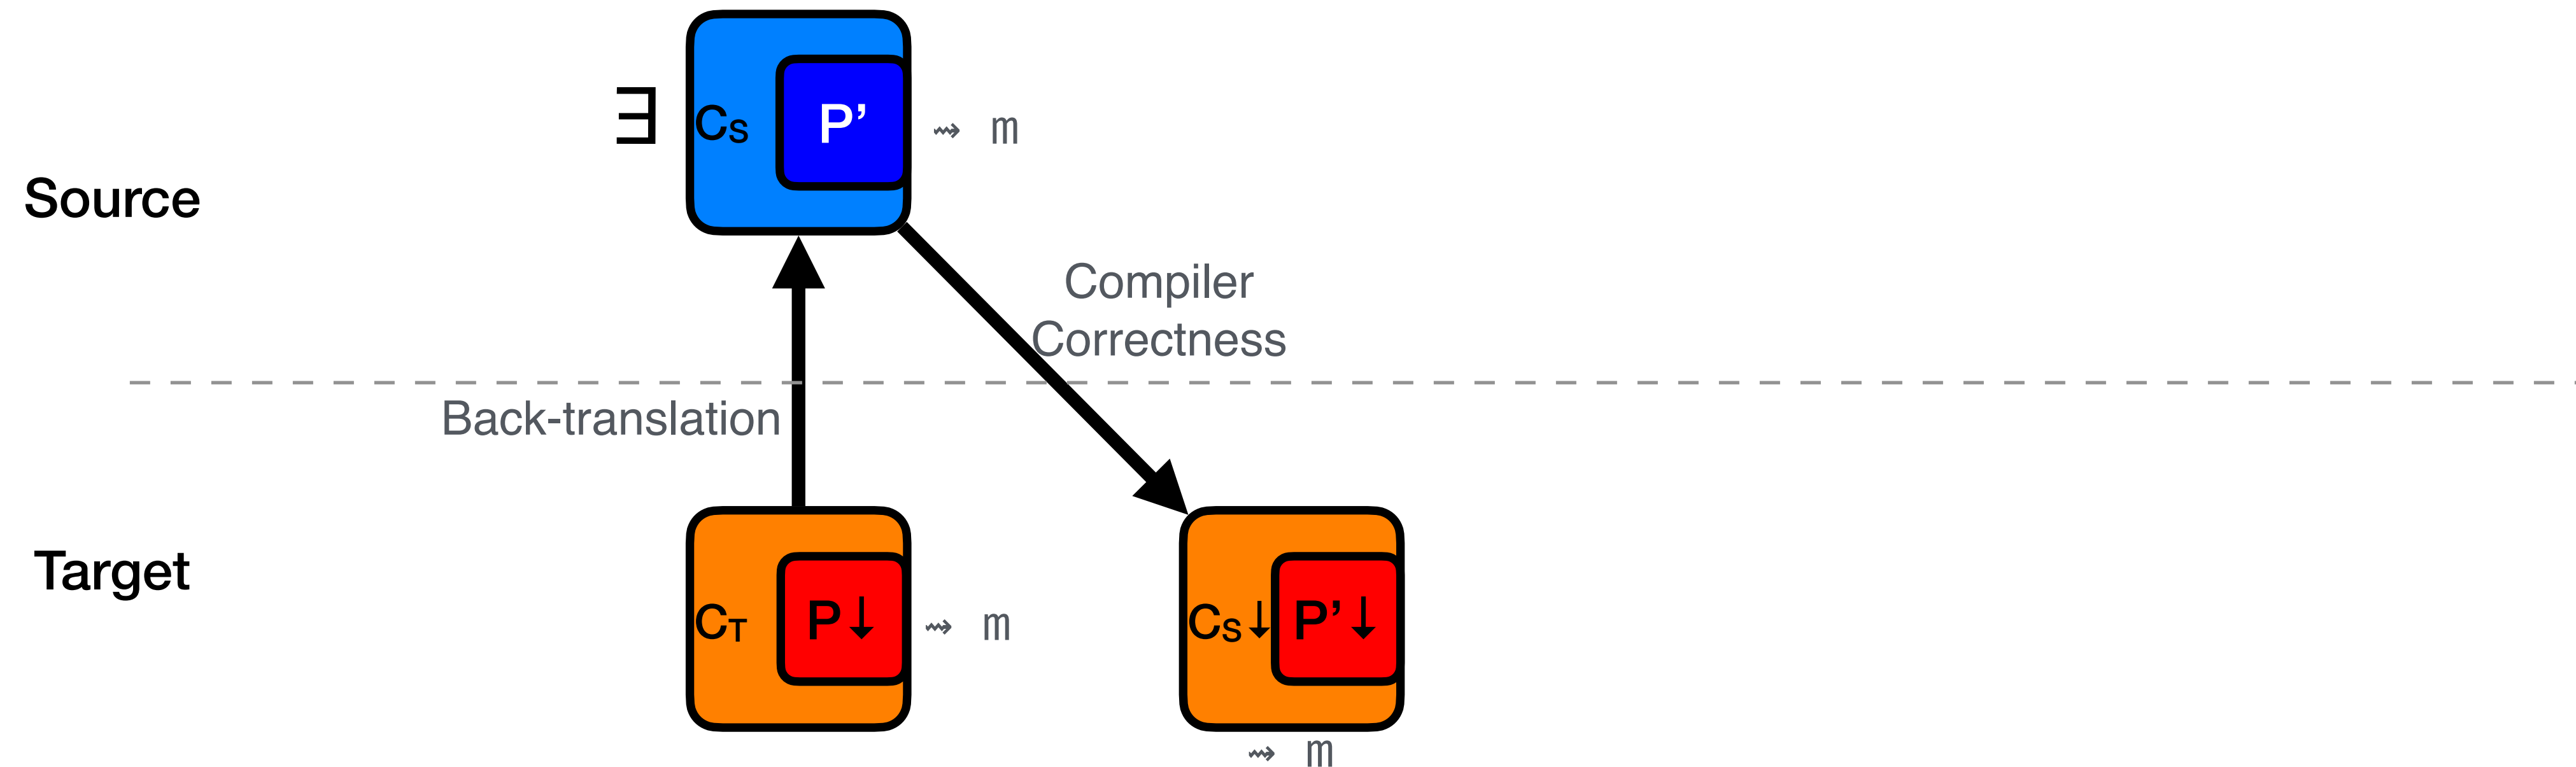 ∃ Cs P’ ⇝ m
Source
Compiler
Correctness
Back-translation
Target
CT P↓ ⇝ m
Cs↓ P’↓
⇝ m